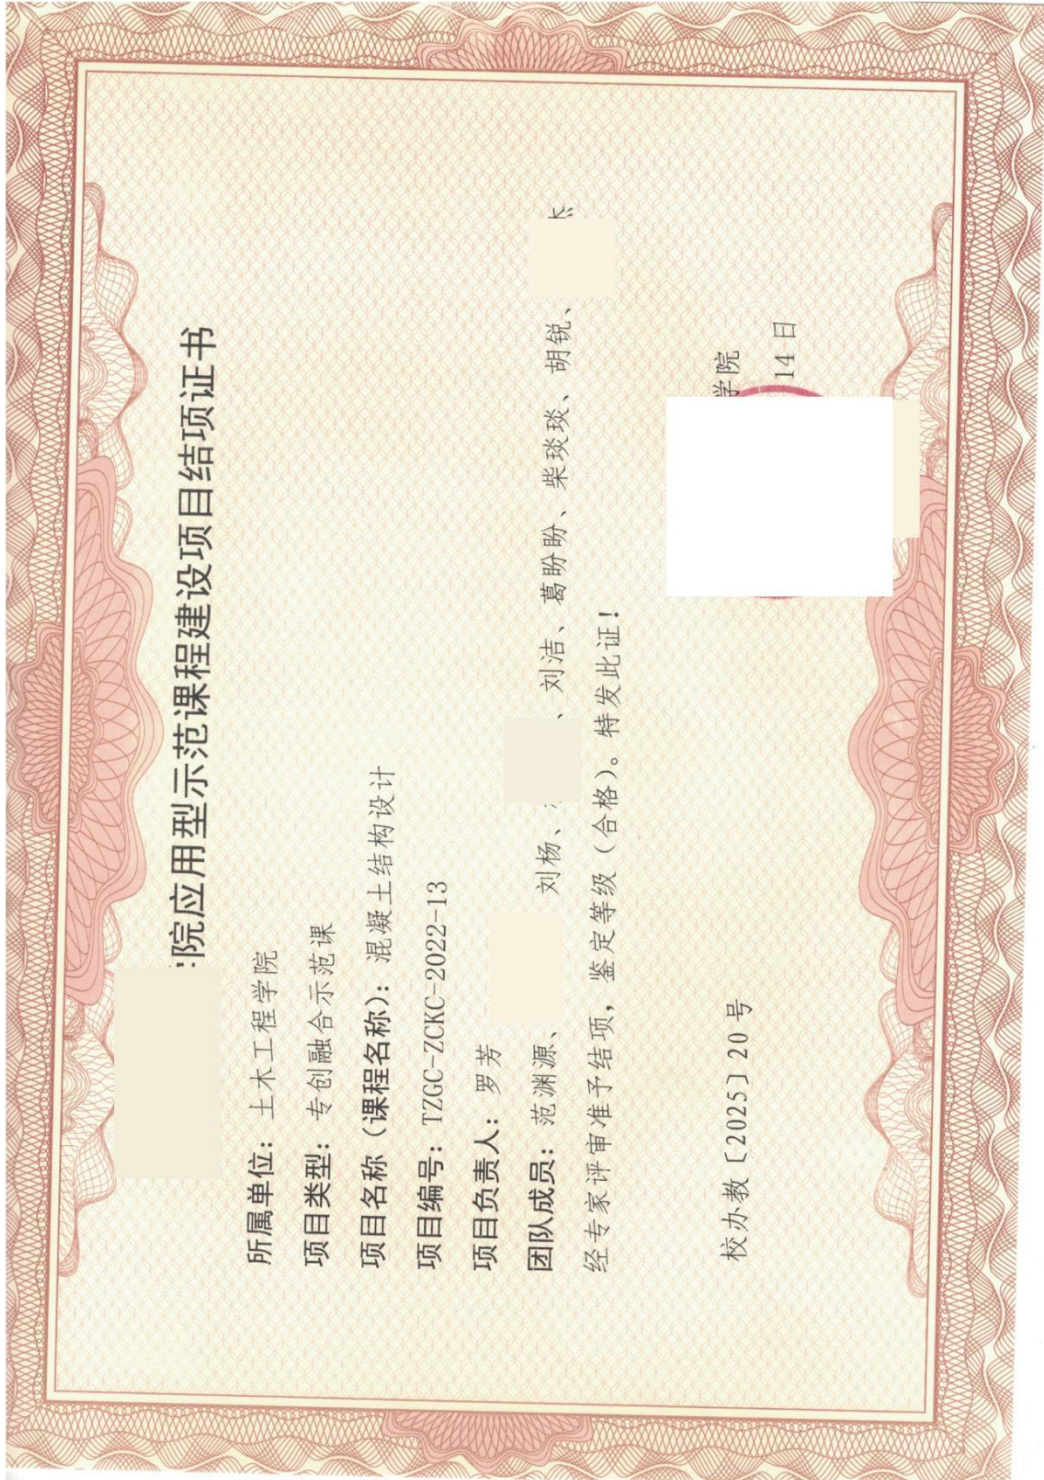 院应用型示范课程建设项目结项证书
所属单位：土木工程学院
项目类型：专创融合示范课
项目名称（课程名称）：混凝土结构设计
项目编号：TZGC-ZCKC-2022-13
项目负责人：罗芳
团队成员：范渊源、 刘杨、 、刘洁、葛盼盼、柴琰琰、胡锐、
经专家评审准予结项，鉴定等级（合格）。特发此证！
学院
校办教〔2025〕20号 14日